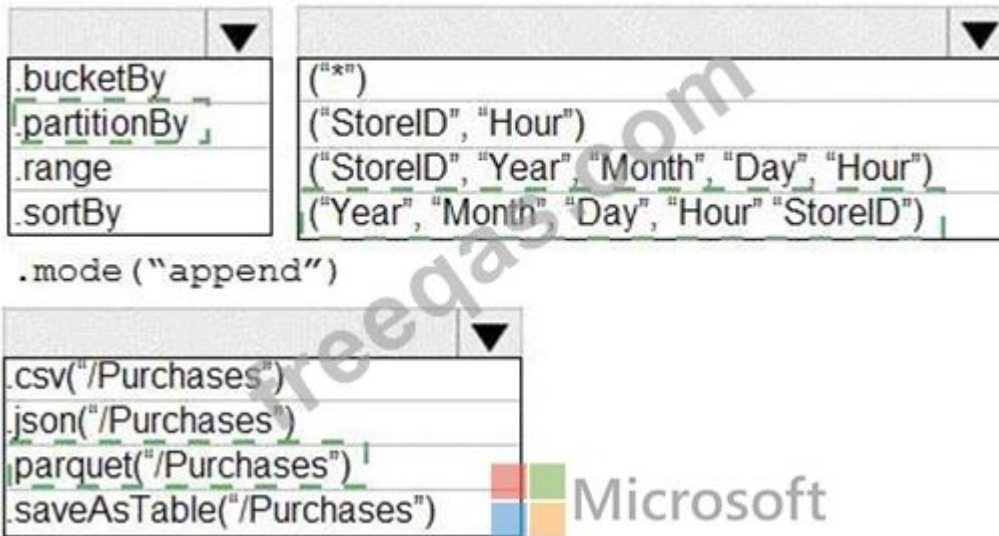 .bucketBy
.partitionBy
.range
.sortBy
("*")
("StoreID", "Hour")
("StoreID", "Year", "Month", "Day", "Hour")
("Year", "Month", "Day", "Hour" "StoreID")
.mode("append")
.csv("/Purchases")
.json("/Purchases")
.parquet("/Purchases")
.saveAsTable("/Purchases")
freeqas.com
Microsoft